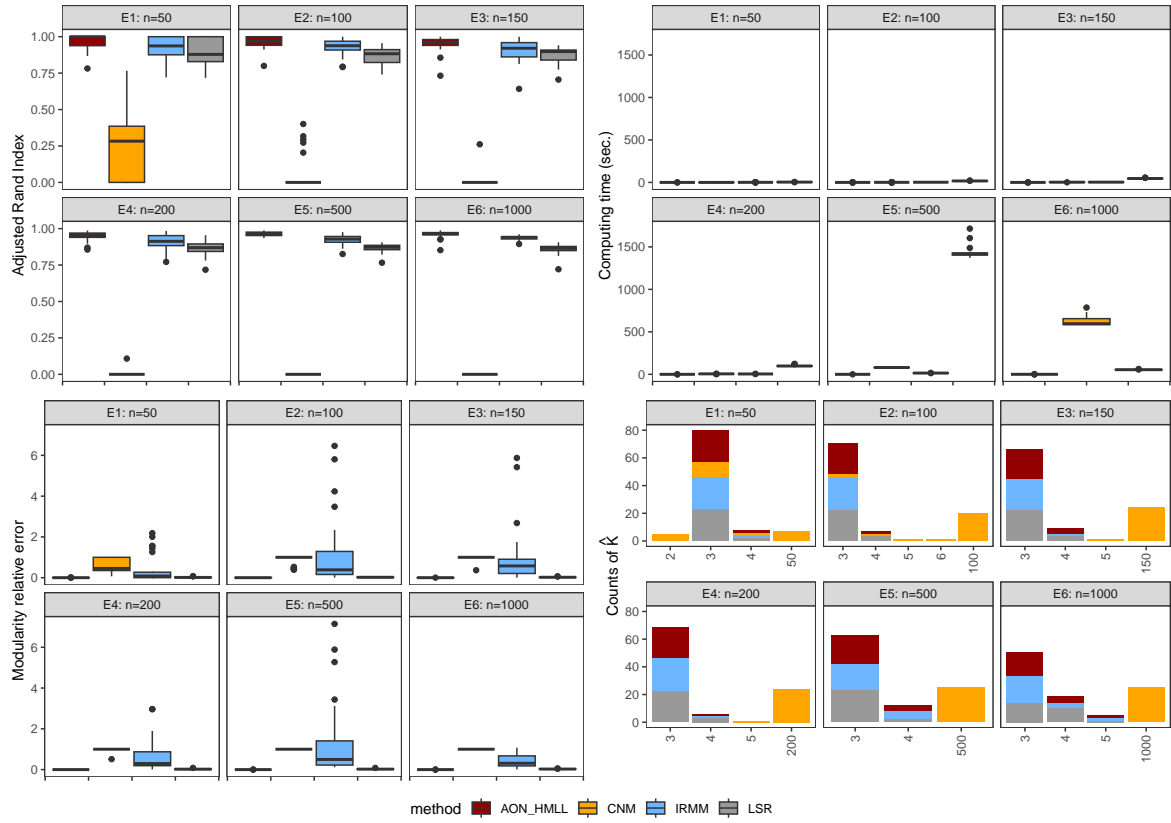 E1: n=50 E2: n=100 E3: n=150
1.00
0.75
0.50
0.25
0.00
E4: n=200 E5: n=500 E6: n=1000
1.00
0.75
0.50
0.25
0.00
Adjusted Rand Index
E1: n=50 E2: n=100 E3: n=150
1500
1000
500
0
E4: n=200 E5: n=500 E6: n=1000
1500
1000
500
0
Computing time (sec.)
E1: n=50 E2: n=100 E3: n=150
6
4
2
0
E4: n=200 E5: n=500 E6: n=1000
6
4
2
0
Modularity relative error
E1: n=50 E2: n=100 E3: n=150
80
60
40
20
0
2 3 4 50 3 4 5 6 100 3 4 5 150
E4: n=200 E5: n=500 E6: n=1000
80
60
40
20
0
3 4 5 200 3 4 500 3 4 5 1000
Counts of K̂
method AON_HMLL CNM IRMM LSR